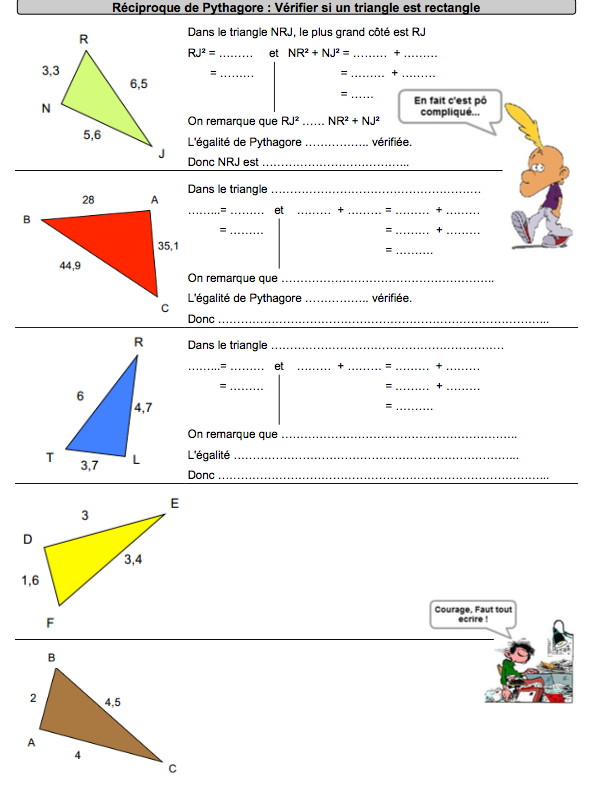 Réciproque de Pythagore : Vérifier si un triangle est rectangle
R
3,3
6,5
N
5,6
J
Dans le triangle NRJ, le plus grand côté est RJ
RJ² = ......... et NR² + NJ² = ......... + .........
= ......... = ......... + .........
= ......
On remarque que RJ² ...... NR² + NJ²
L'égalité de Pythagore ................. vérifiée.
Donc NRJ est ........................................
En fait c'est pô
compliqué...
28
A
B
35,1
44,9
C
Dans le triangle .........................................................
.........= ......... et ......... + ......... = ......... + .........
= ......... = ......... + .........
= ..........
On remarque que ..........................................................
L'égalité de Pythagore ................. vérifiée.
Donc .........................................................................................
R
6
4,7
T
L
3,7
Dans le triangle ...............................................................
.........= ......... et ......... + ......... = ......... + .........
= ......... = ......... + .........
= ..........
On remarque que ................................................................
L'égalité ..............................................................................
Donc .........................................................................................
E
3
D
3,4
1,6
F
Courage, Faut tout
ecrire !
B
2
4,5
A
4
C